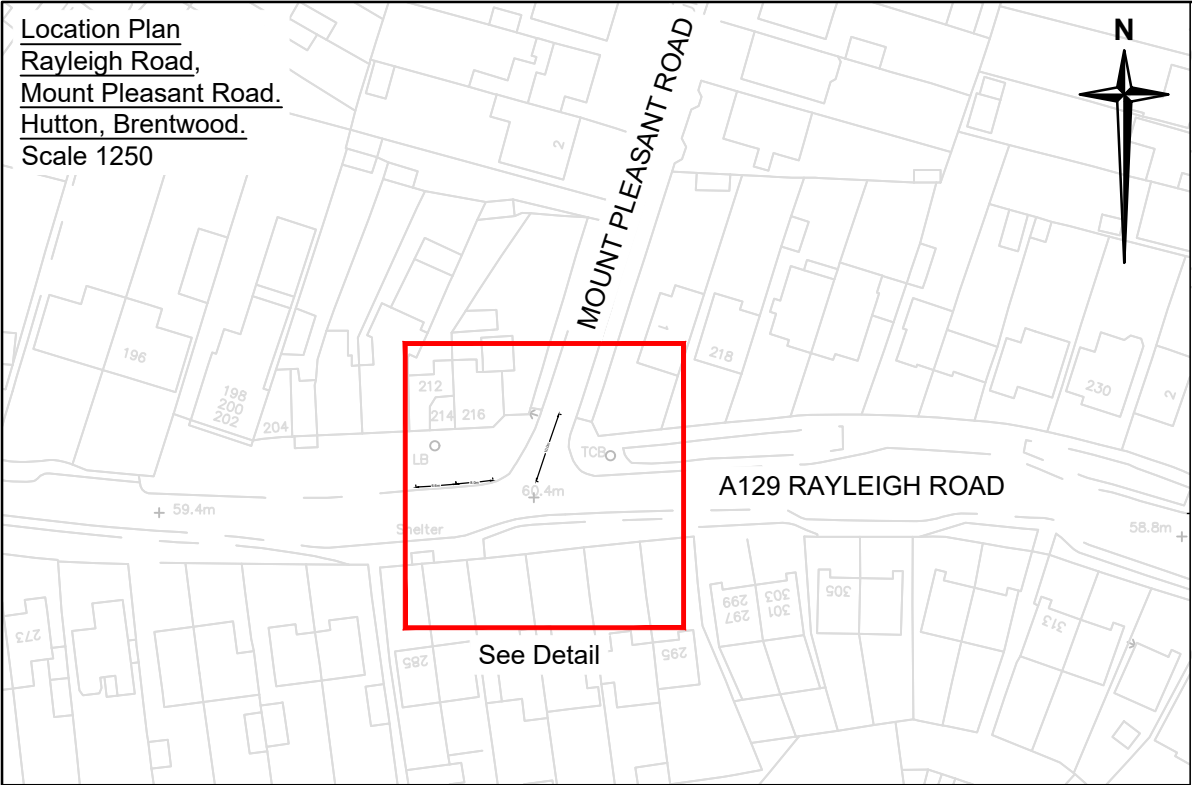 Location Plan
Rayleigh Road,
Mount Pleasant Road.
Hutton, Brentwood.
Scale 1250
N
MOUNT PLEASANT ROAD
2
1
196
198
200
202
204
212
214 216
218
230
2
LB
TCB
60.4m
A129 RAYLEIGH ROAD
59.4m
Shelter
58.8m
273
285
295
299
297
303
301
305
313
See Detail